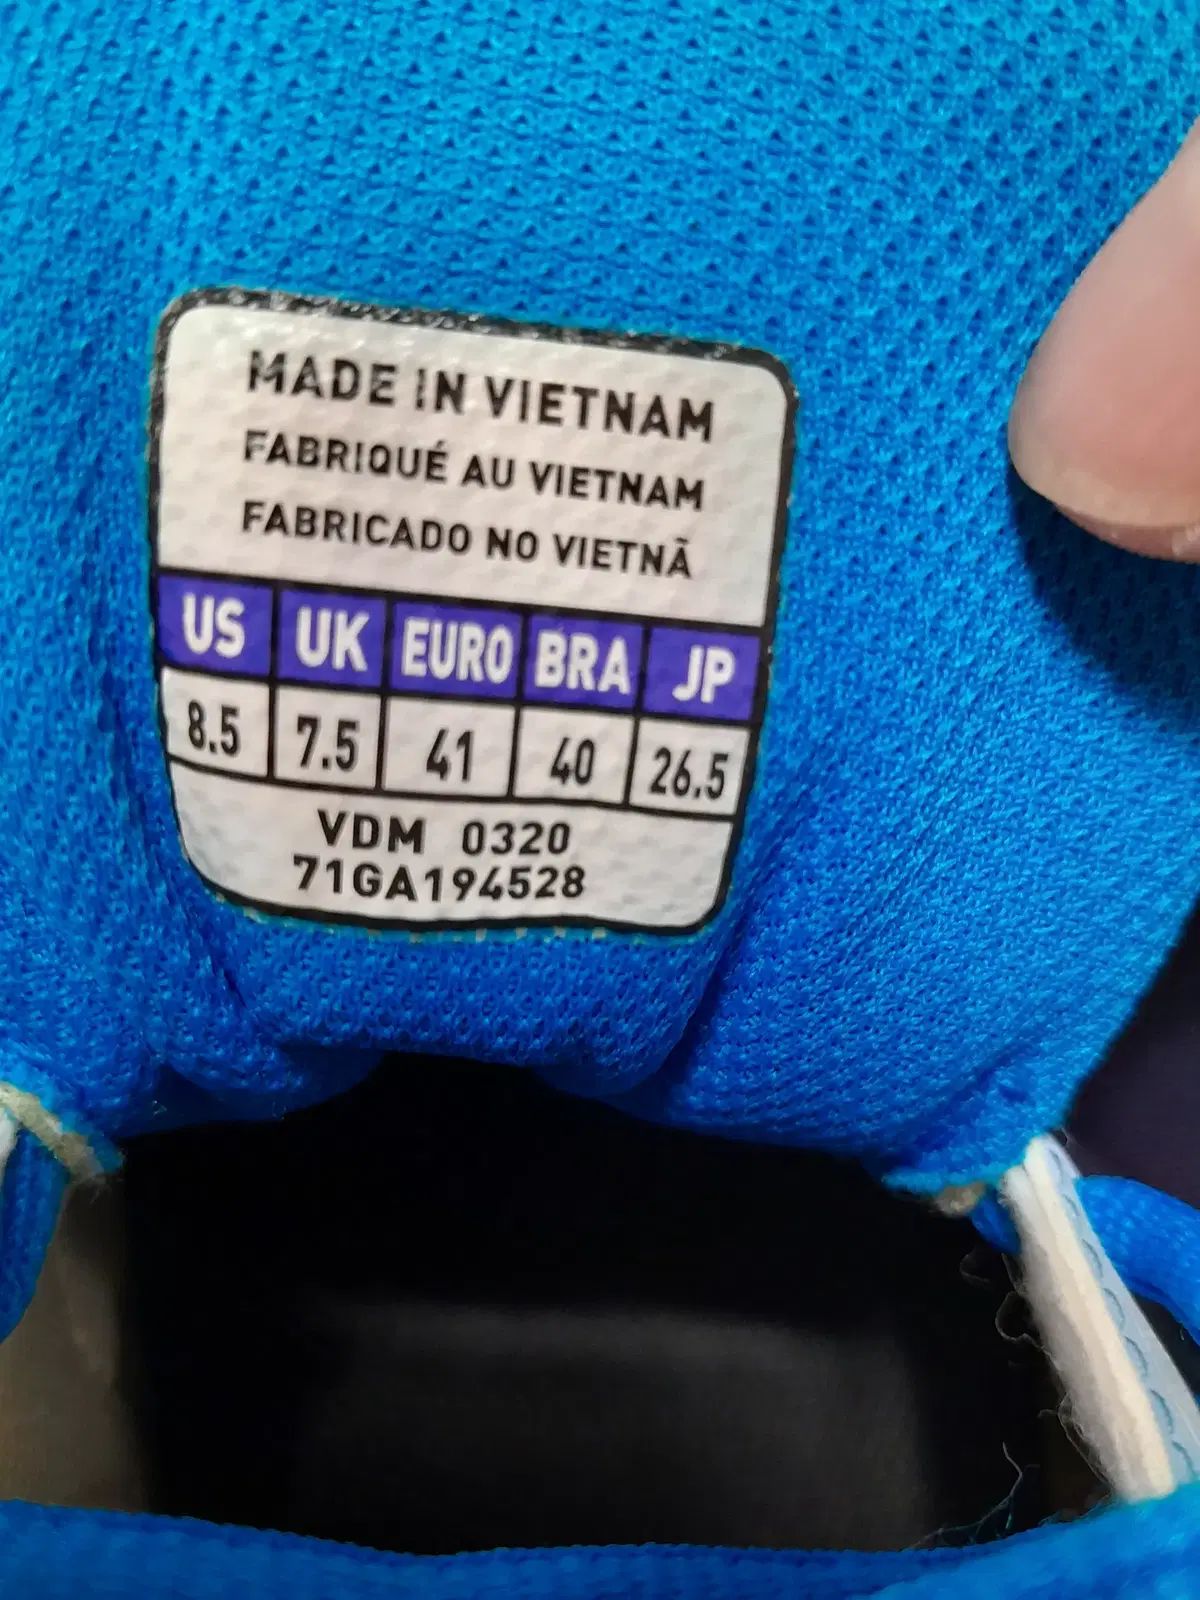 MADE IN VIETNAM
FABRIQUÉ AU VIETNAM
FABRICADO NO VIETNÃ
US UK EURO BRA JP
8.5 7.5 41 40 26.5
VDM 0320
71GA194528